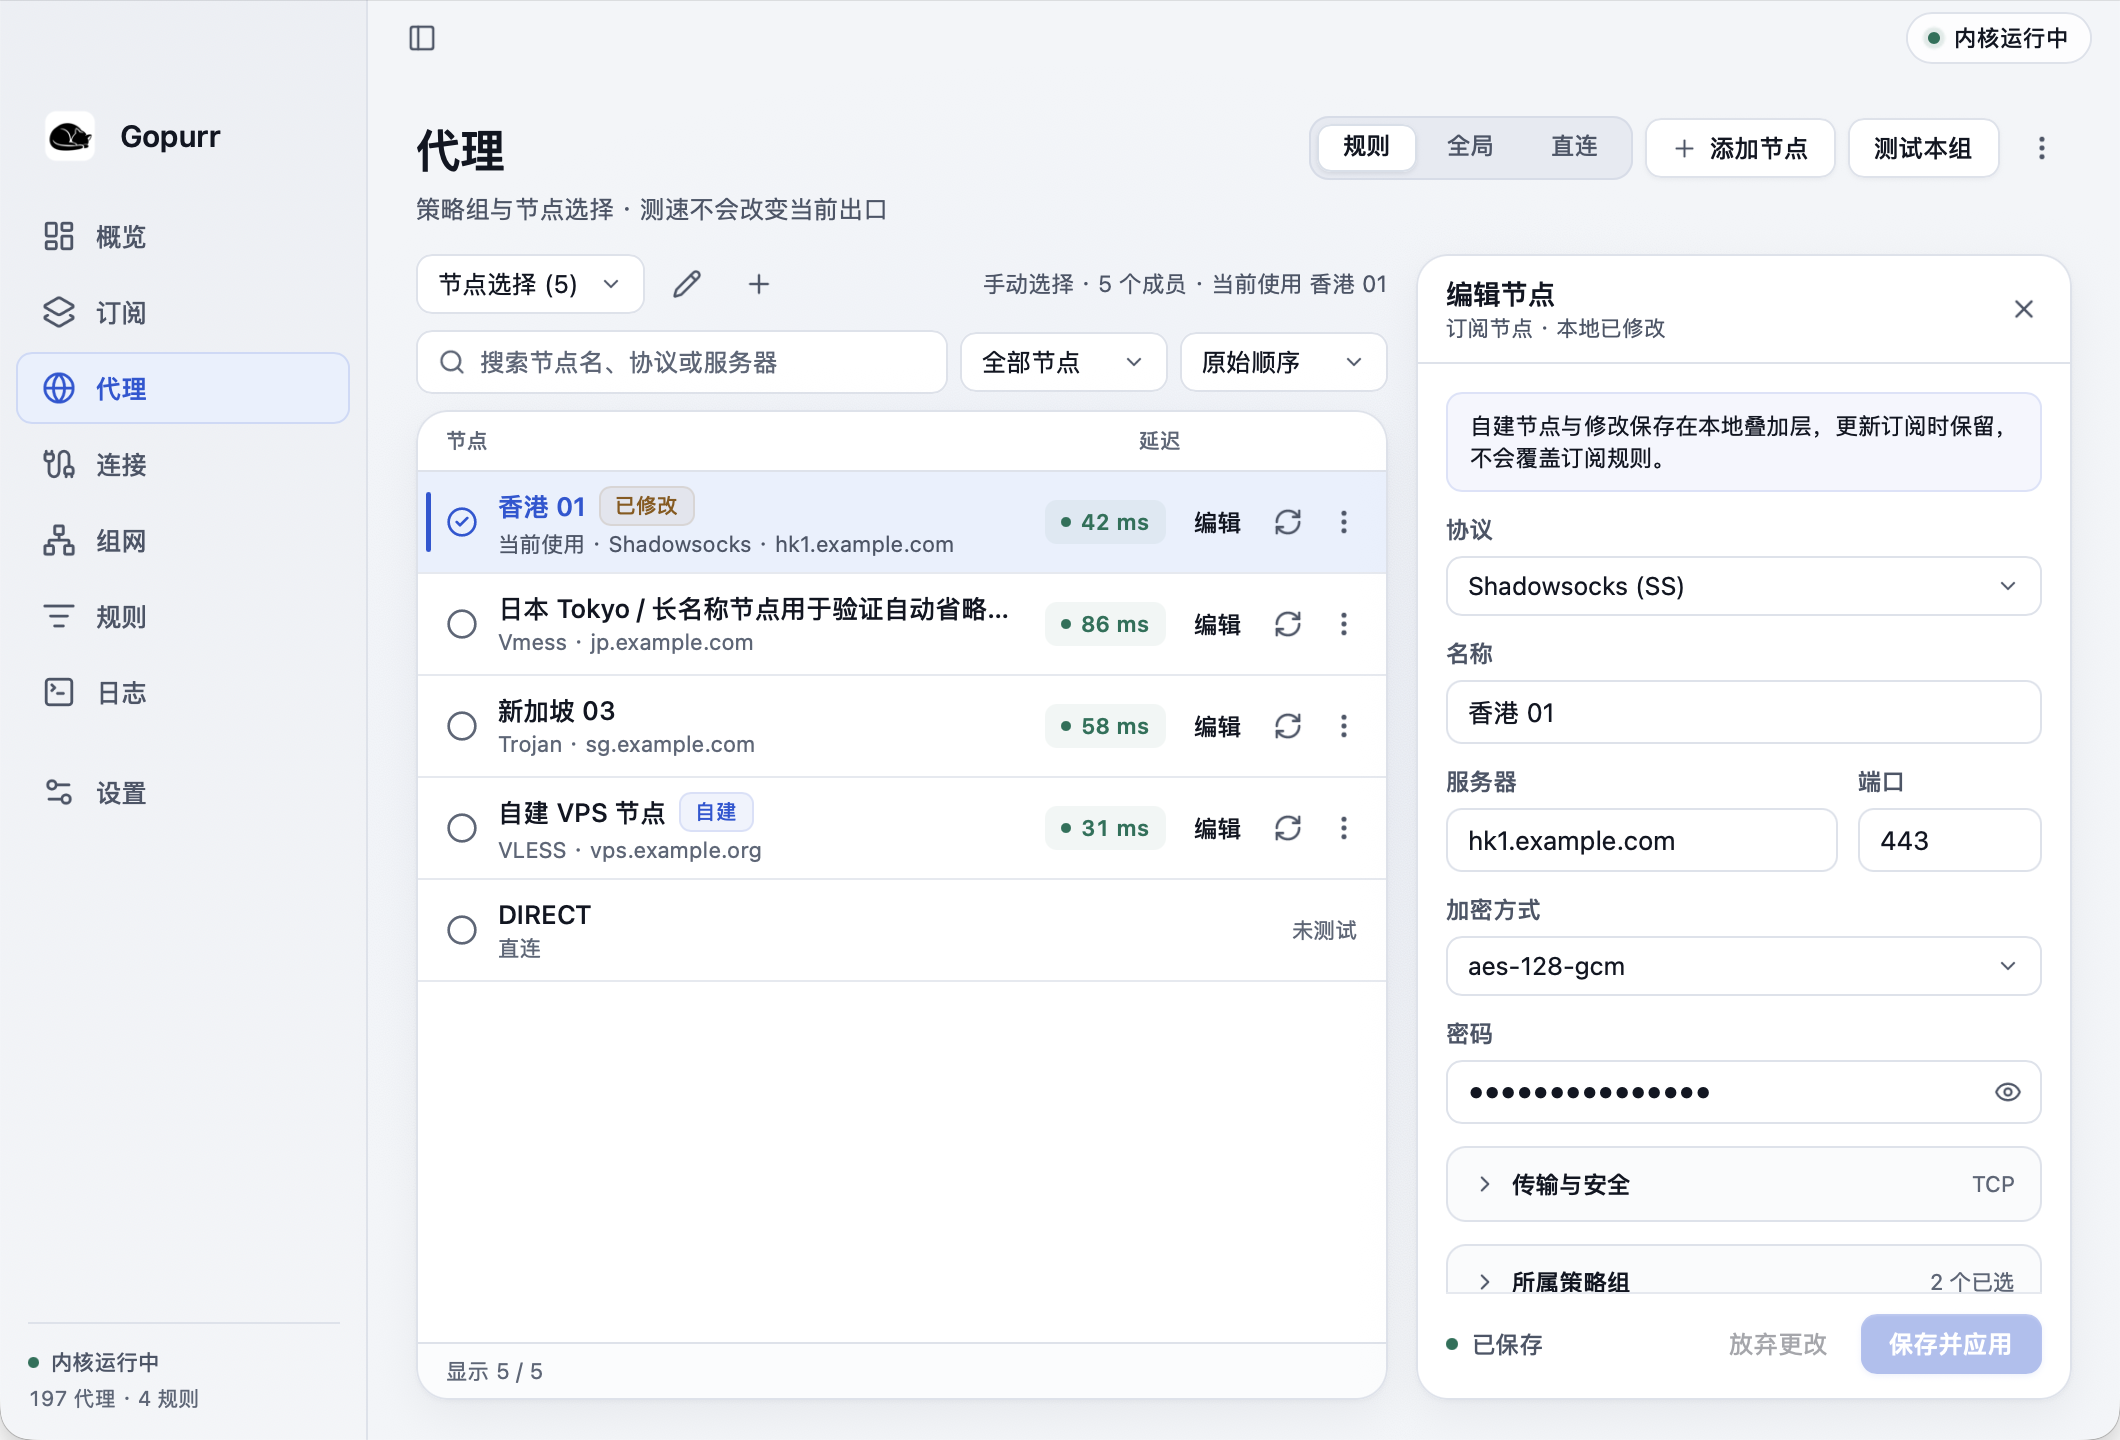 内核运行中
Gopurr
概览
订阅
代理
连接
组网
规则
日志
设置
内核运行中
197 代理 · 4 规则
代理
策略组与节点选择 · 测速不会改变当前出口
规则 全局 直连
添加节点
测试本组
节点选择 (5)
手动选择 · 5 个成员 · 当前使用 香港 01
搜索节点名、协议或服务器
全部节点
原始顺序
节点 延迟
香港 01 已修改
当前使用 · Shadowsocks · hk1.example.com
42 ms 编辑
日本 Tokyo / 长名称节点用于验证自动省略...
Vmess · jp.example.com
86 ms 编辑
新加坡 03
Trojan · sg.example.com
58 ms 编辑
自建 VPS 节点 自建
VLESS · vps.example.org
31 ms 编辑
DIRECT
直连
未测试
显示 5 / 5
编辑节点
订阅节点 · 本地已修改
自建节点与修改保存在本地叠加层，更新订阅时保留，
不会覆盖订阅规则。
协议
Shadowsocks (SS)
名称
香港 01
服务器 端口
hk1.example.com 443
加密方式
aes-128-gcm
密码
•••••••••••••••
传输与安全 TCP
所属策略组 2 个已选
已保存 放弃更改 保存并应用